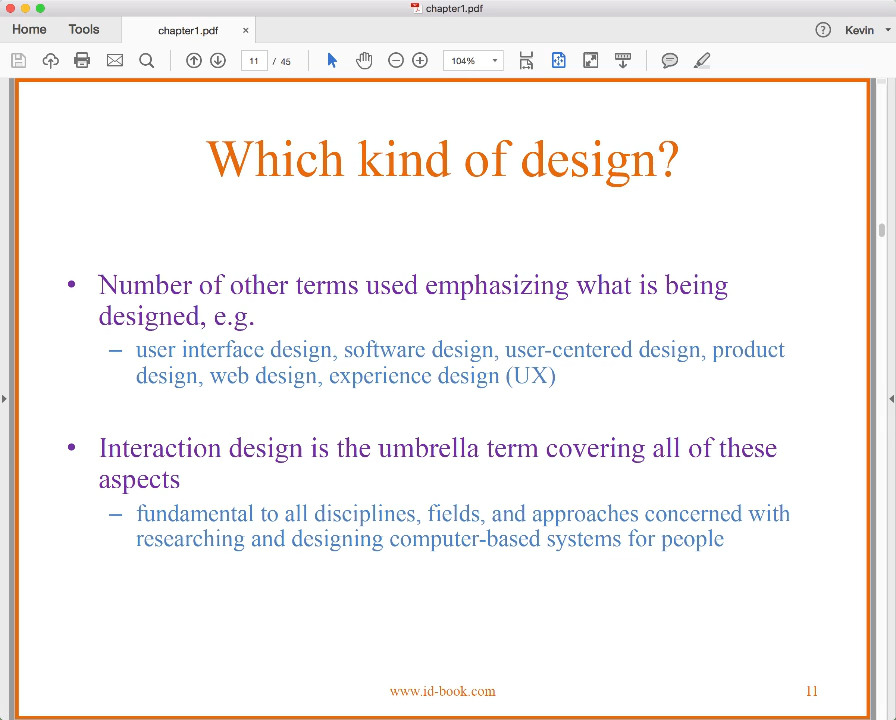 chapter1.pdf
Home Tools chapter1.pdf × ? Kevin
11 / 45 104%
Which kind of design?
• Number of other terms used emphasizing what is being
designed, e.g.
– user interface design, software design, user-centered design, product
design, web design, experience design (UX)
• Interaction design is the umbrella term covering all of these
aspects
– fundamental to all disciplines, fields, and approaches concerned with
researching and designing computer-based systems for people
www.id-book.com 11